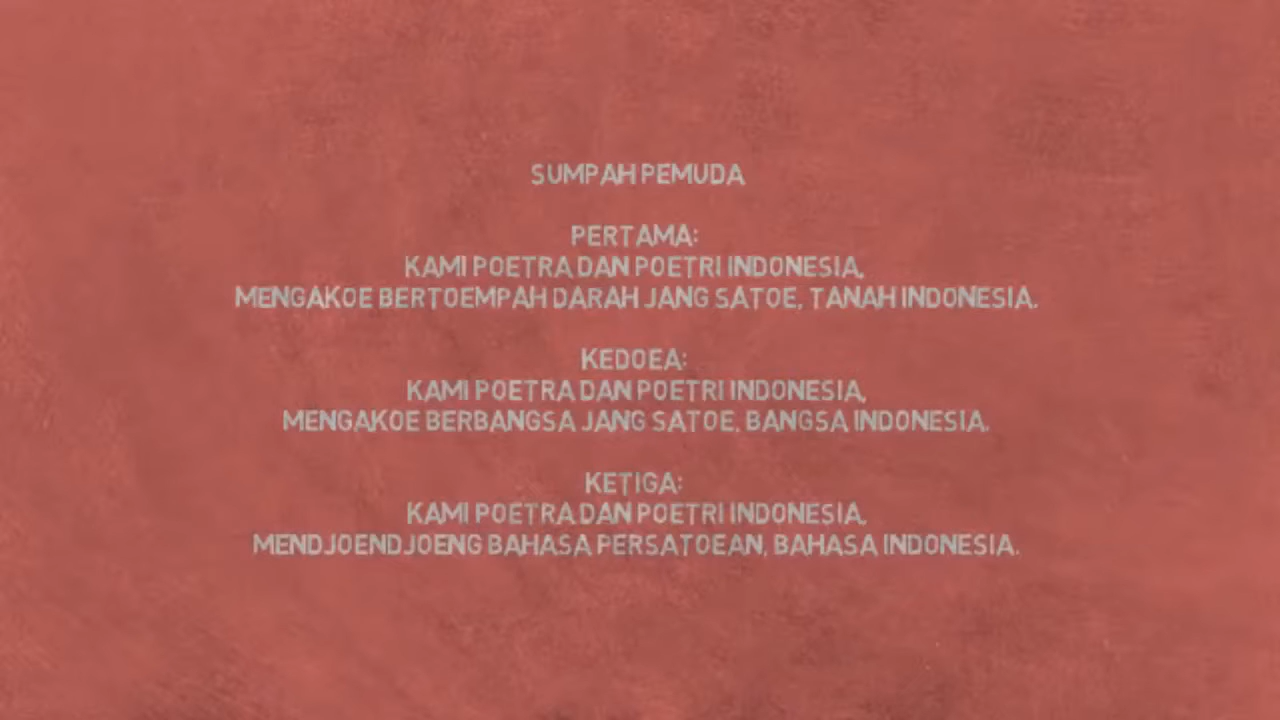 SUMPAH PEMUDA
PERTAMA:
KAMI POETRA DAN POETRI INDONESIA,
MENGAKOE BERTOEMPAH DARAH JANG SATOE, TANAH INDONESIA.
KEDOEA:
KAMI POETRA DAN POETRI INDONESIA,
MENGAKOE BERBANGSA JANG SATOE, BANGSA INDONESIA.
KETIGA:
KAMI POETRA DAN POETRI INDONESIA,
MENDJOENDJOENG BAHASA PERSATOEAN, BAHASA INDONESIA.